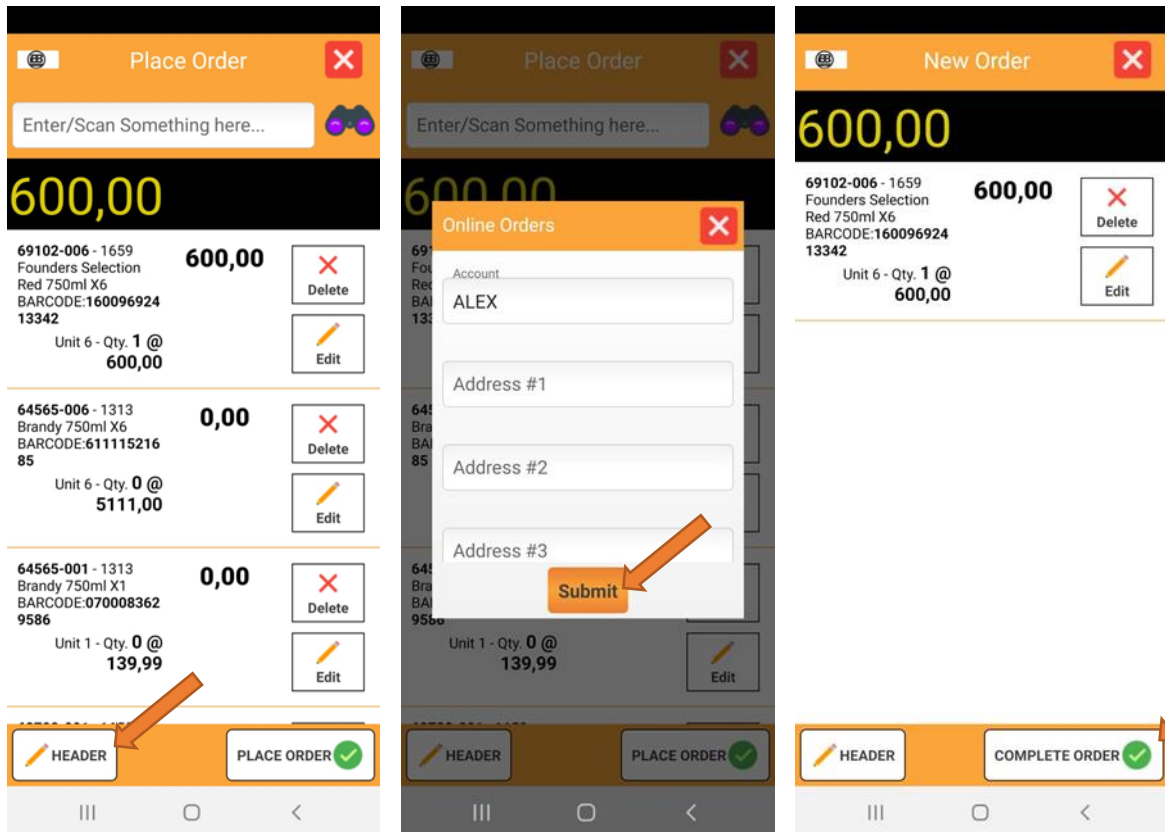 Place Order
Enter/Scan Something here...
600,00
69102-006 - 1659
Founders Selection
Red 750ml X6
BARCODE:160096924
13342
600,00
Delete
Unit 6 - Qty. 1 @
600,00
Edit
64565-006 - 1313
Brandy 750ml X6
BARCODE:611115216
85
0,00
Delete
Unit 6 - Qty. 0 @
5111,00
Edit
64565-001 - 1313
Brandy 750ml X1
BARCODE:070008362
9586
0,00
Delete
Unit 1 - Qty. 0 @
139,99
Edit
HEADER
PLACE ORDER
Place Order
Enter/Scan Something here...
600,00
Online Orders
Account
ALEX
Address #1
Address #2
Address #3
Submit
85
9586
Unit 1 - Qty. 0 @
139,99
Edit
HEADER
PLACE ORDER
New Order
600,00
69102-006 - 1659
Founders Selection
Red 750ml X6
BARCODE:160096924
13342
600,00
Delete
Unit 6 - Qty. 1 @
600,00
Edit
HEADER
COMPLETE ORDER